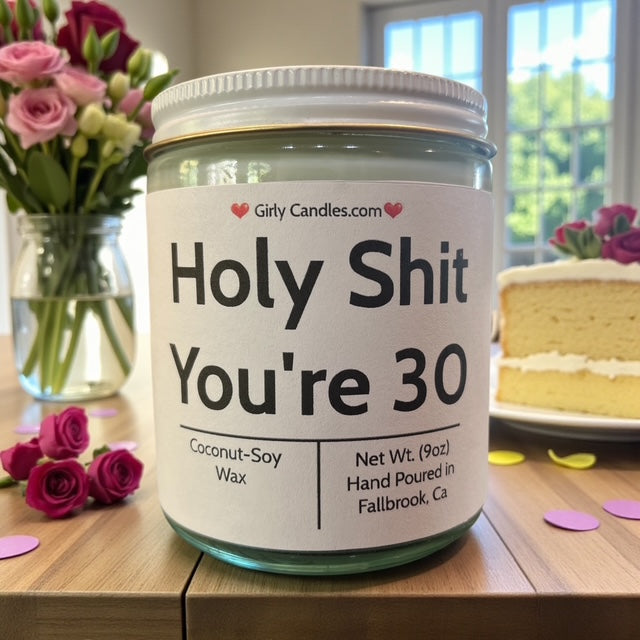 Girly Candles.com
Holy Shit
You're 30
Coconut-Soy
Wax
Net Wt. (9oz)
Hand Poured in
Fallbrook, Ca